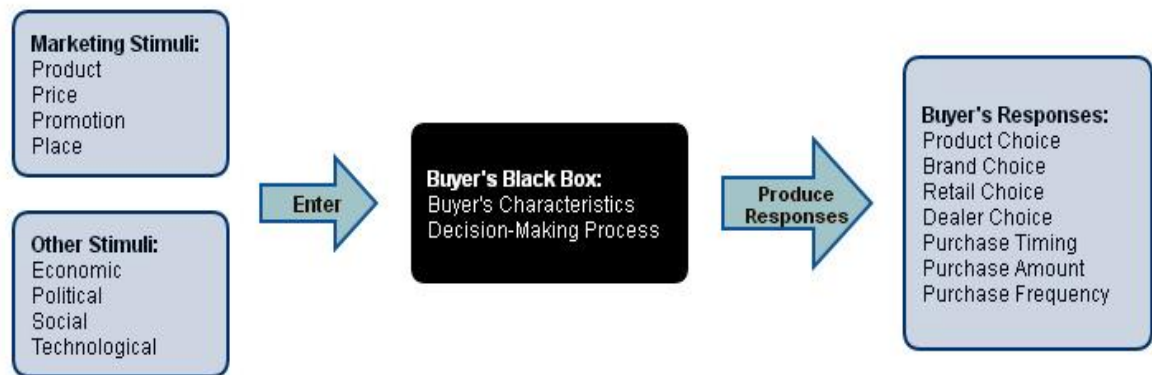 Marketing Stimuli:
Product
Price
Promotion
Place
Other Stimuli:
Economic
Political
Social
Technological
Enter
Buyer's Black Box:
Buyer's Characteristics
Decision-Making Process
Produce
Responses
Buyer's Responses:
Product Choice
Brand Choice
Retail Choice
Dealer Choice
Purchase Timing
Purchase Amount
Purchase Frequency